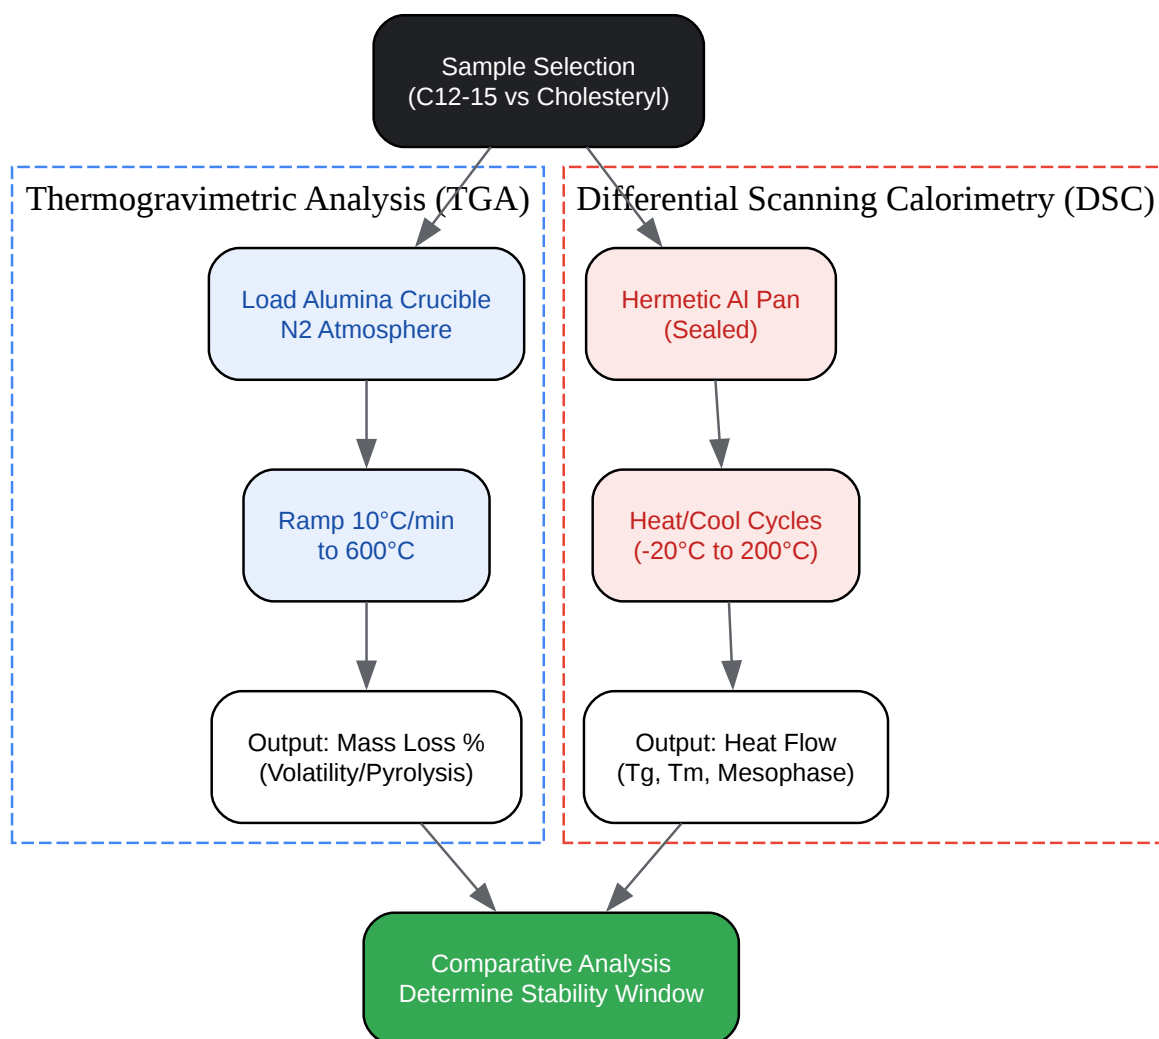 Sample Selection
(C12-15 vs Cholesteryl)
Thermogravimetric Analysis (TGA)
Differential Scanning Calorimetry (DSC)
Load Alumina Crucible
N2 Atmosphere
Hermetic Al Pan
(Sealed)
Ramp 10°C/min
to 600°C
Heat/Cool Cycles
(-20°C to 200°C)
Output: Mass Loss %
(Volatility/Pyrolysis)
Output: Heat Flow
(Tg, Tm, Mesophase)
Comparative Analysis
Determine Stability Window